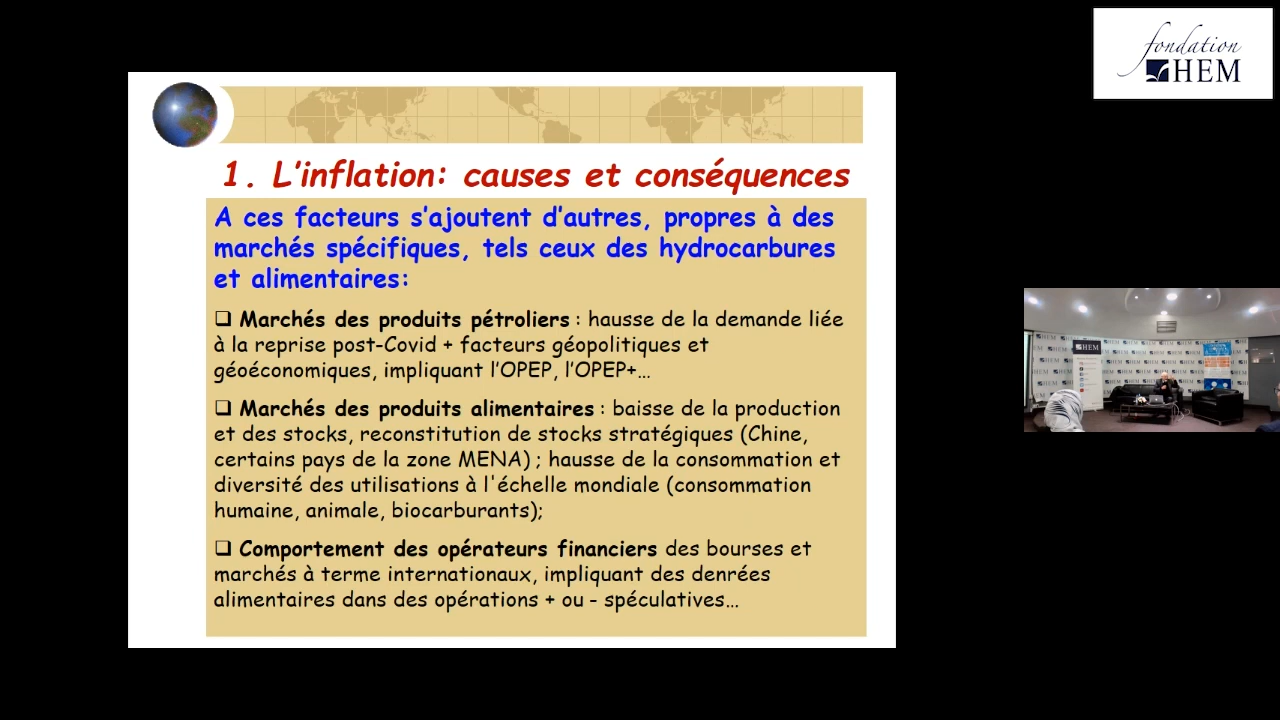 fondation
HEM
1. L’inflation: causes et conséquences
A ces facteurs s’ajoutent d’autres, propres à des
marchés spécifiques, tels ceux des hydrocarbures
et alimentaires:
❑ Marchés des produits pétroliers : hausse de la demande liée
à la reprise post-Covid + facteurs géopolitiques et
géoéconomiques, impliquant l’OPEP, l’OPEP+…
❑ Marchés des produits alimentaires : baisse de la production
et des stocks, reconstitution de stocks stratégiques (Chine,
certains pays de la zone MENA) ; hausse de la consommation et
diversité des utilisations à l'échelle mondiale (consommation
humaine, animale, biocarburants);
❑ Comportement des opérateurs financiers des bourses et
marchés à terme internationaux, impliquant des denrées
alimentaires dans des opérations + ou - spéculatives…
HEM